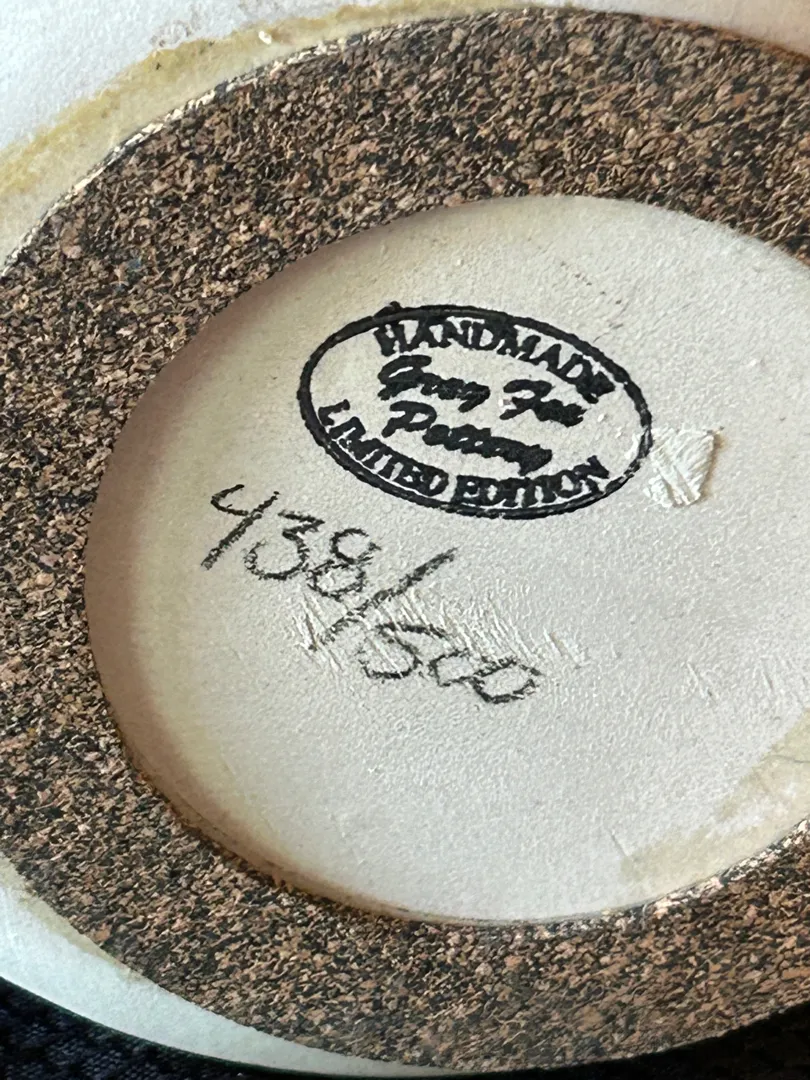 HANDMADE
Grey Fox
Pottery
LIMITED EDITION
438/500